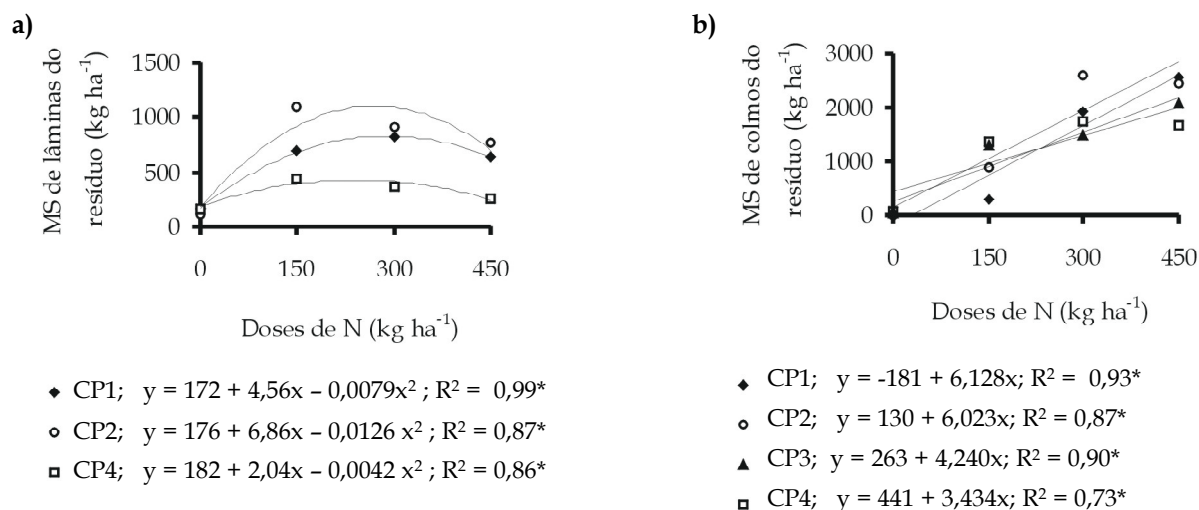 a)
MS de lâminas do
resíduo (kg ha⁻¹)
1500
1000
500
0
0 150 300 450
Doses de N (kg ha⁻¹)
◆ CP1; y = 172 + 4,56x – 0,0079x² ; R² = 0,99*
○ CP2; y = 176 + 6,86x – 0,0126 x² ; R² = 0,87*
□ CP4; y = 182 + 2,04x – 0,0042 x² ; R² = 0,86*
b)
MS de colmos do
resíduo (kg ha⁻¹)
3000
2000
1000
0
0 150 300 450
Doses de N (kg ha⁻¹)
◆ CP1; y = -181 + 6,128x; R² = 0,93*
○ CP2; y = 130 + 6,023x; R² = 0,87*
▲ CP3; y = 263 + 4,240x; R² = 0,90*
□ CP4; y = 441 + 3,434x; R² = 0,73*